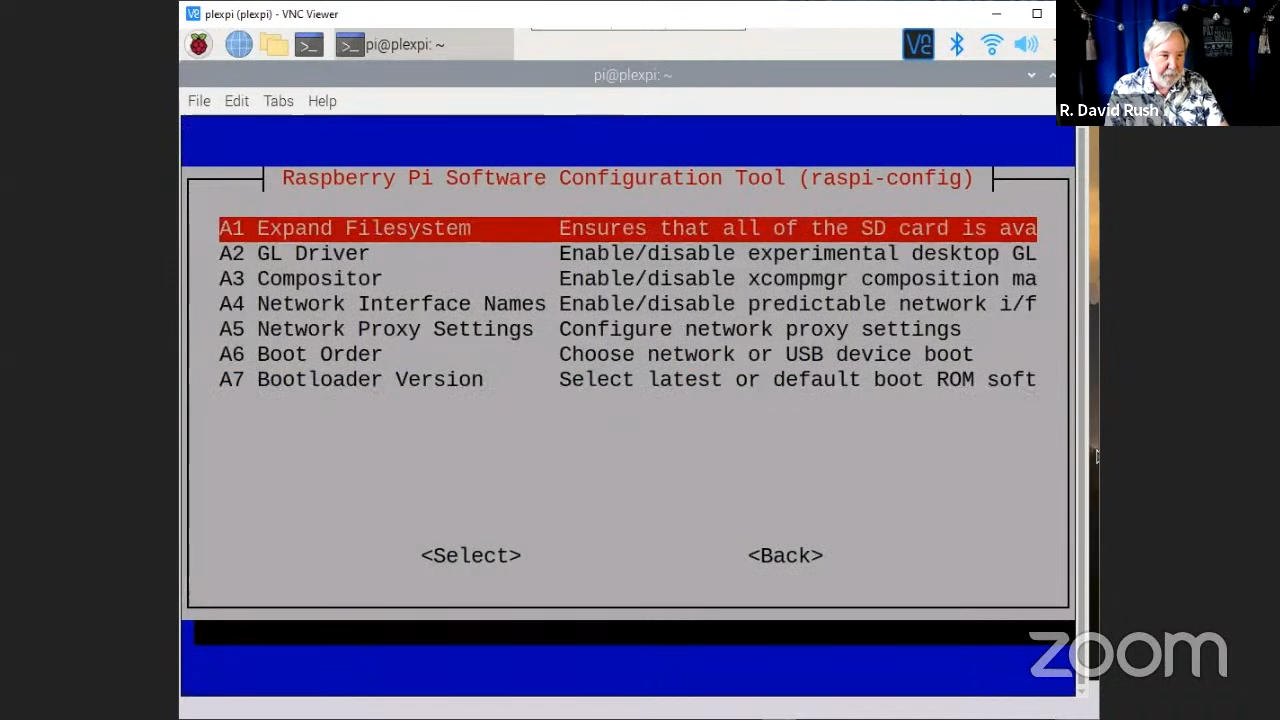 plexpi (plexpi) - VNC Viewer
pi@plexpi: ~
pi@plexpi: ~
File Edit Tabs Help
R. David Rush
Raspberry Pi Software Configuration Tool (raspi-config)
A1 Expand Filesystem Ensures that all of the SD card is ava
A2 GL Driver Enable/disable experimental desktop GL
A3 Compositor Enable/disable xcompmgr composition ma
A4 Network Interface Names Enable/disable predictable network i/f
A5 Network Proxy Settings Configure network proxy settings
A6 Boot Order Choose network or USB device boot
A7 Bootloader Version Select latest or default boot ROM soft
<Select> <Back>
zoom